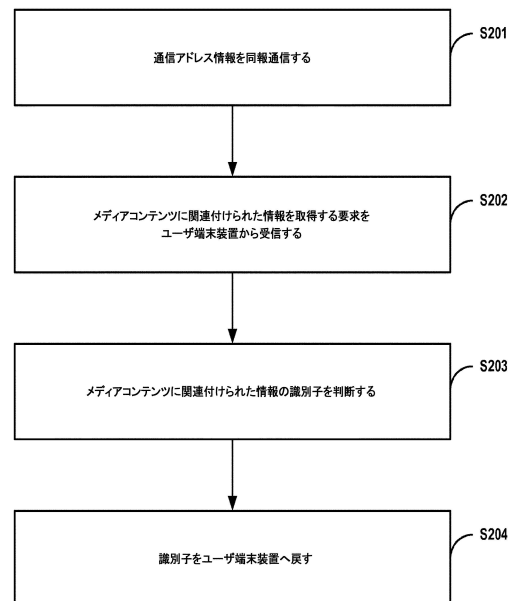 通信アドレス情報を同報通信する
S201
メディアコンテンツに関連付けられた情報を取得する要求を
ユーザ端末装置から受信する
S202
メディアコンテンツに関連付けられた情報の識別子を判断する
S203
識別子をユーザ端末装置へ戻す
S204